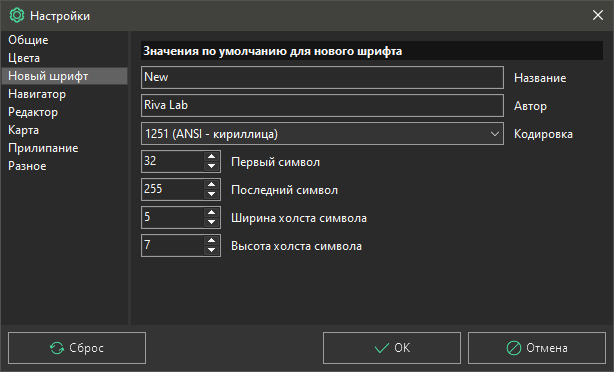 Настройки
Общие
Цвета
Новый шрифт
Навигатор
Редактор
Карта
Прилипание
Разное
Значения по умолчанию для нового шрифта
New Название
Riva Lab Автор
1251 (ANSI - кириллица) Кодировка
32 Первый символ
255 Последний символ
5 Ширина холста символа
7 Высота холста символа
Сброс OK Отмена